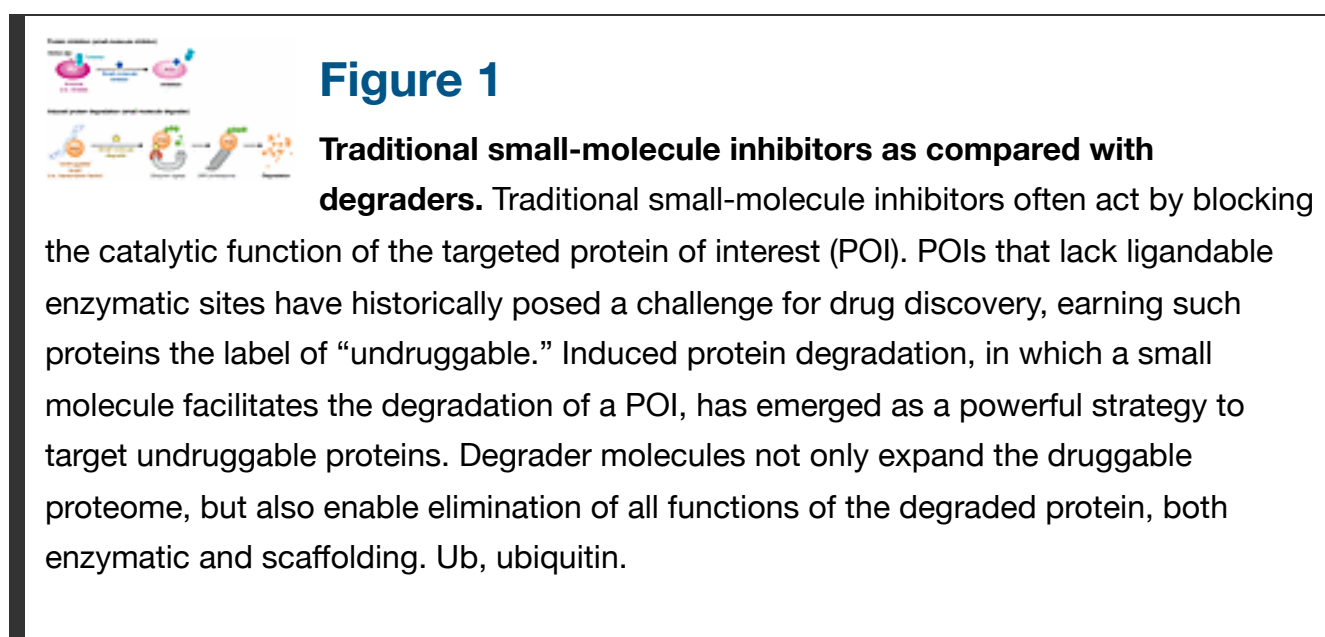 Figure 1
Traditional small-molecule inhibitors as compared with
degraders. Traditional small-molecule inhibitors often act by blocking
the catalytic function of the targeted protein of interest (POI). POIs that lack ligandable
enzymatic sites have historically posed a challenge for drug discovery, earning such
proteins the label of “undruggable.” Induced protein degradation, in which a small
molecule facilitates the degradation of a POI, has emerged as a powerful strategy to
target undruggable proteins. Degrader molecules not only expand the druggable
proteome, but also enable elimination of all functions of the degraded protein, both
enzymatic and scaffolding. Ub, ubiquitin.